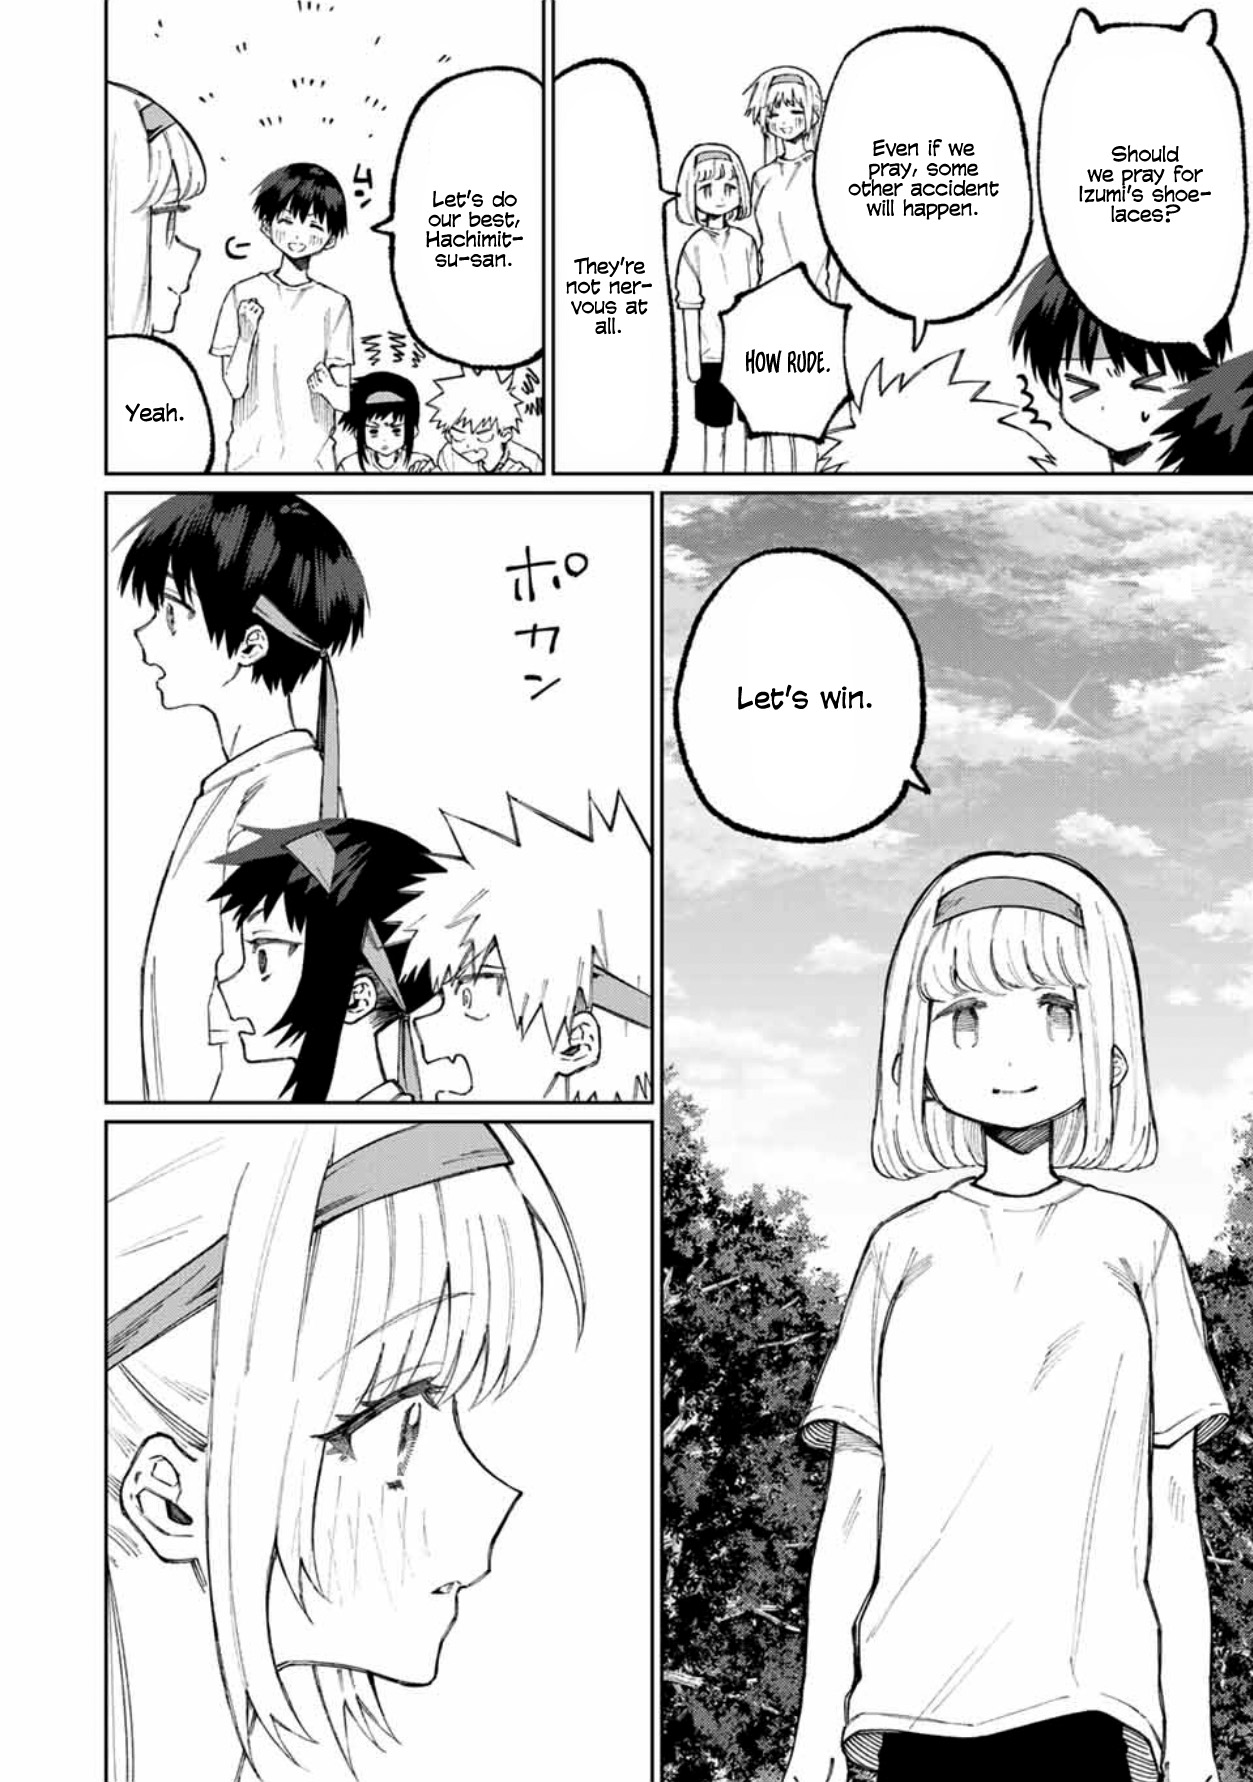 Should
we pray for
Izumi's shoe-
laces?
Even if we
pray, some
other accident
will happen.
HOW RUDE.
They're
not ner-
vous at
all.
Let's do
our best,
Hachimit-
su-san.
ムン
Yeah.
Let's win.
ポカン